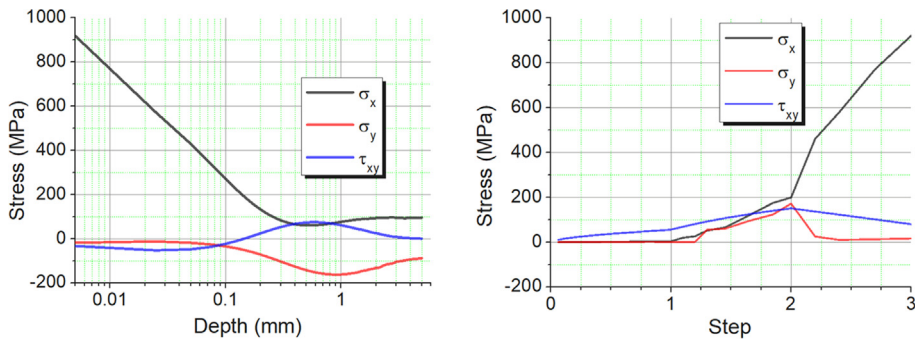 1000
800
600
400
200
0
-200
Stress (MPa)
σx
σy
τxy
0.01 0.1 1
Depth (mm)
1000
800
600
400
200
0
-200
Stress (MPa)
σx
σy
τxy
0 1 2 3
Step